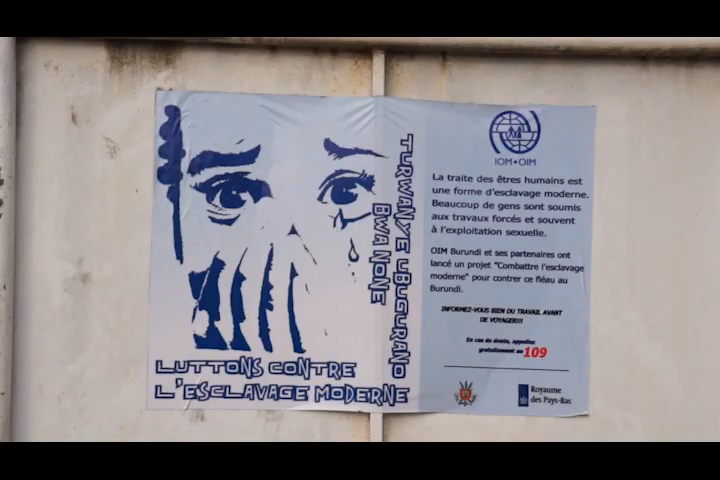 LUTTONS CONTRE
L'ESCLAVAGE MODERNE
TURWANYE UBUGURANO
BWA NONE
IOM • OIM
La traite des êtres humains est
une forme d'esclavage moderne.
Beaucoup de gens sont soumis
aux travaux forcés et souvent
à l'exploitation sexuelle.
OIM Burundi et ses partenaires ont
lancé un projet "Combattre l'esclavage
moderne" pour contrer ce fléau au
Burundi.
INFORMEZ-VOUS BIEN DU TRAVAIL AVANT
DE VOYAGER!!!
En cas de doute, appellez
gratuitement au 109
Royaume
des Pays-Bas